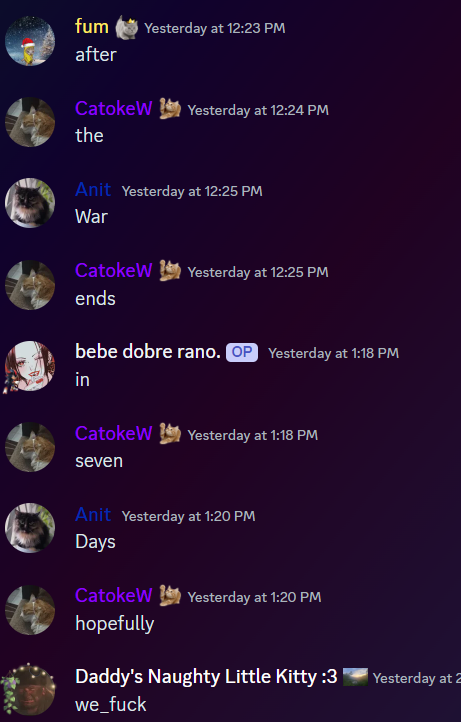 fum Yesterday at 12:23 PM
after
CatokeW Yesterday at 12:24 PM
the
Anit Yesterday at 12:25 PM
War
CatokeW Yesterday at 12:25 PM
ends
bebe dobre rano. OP Yesterday at 1:18 PM
in
CatokeW Yesterday at 1:18 PM
seven
Anit Yesterday at 1:20 PM
Days
CatokeW Yesterday at 1:20 PM
hopefully
Daddy's Naughty Little Kitty :3 Yesterday at 2
we_fuck